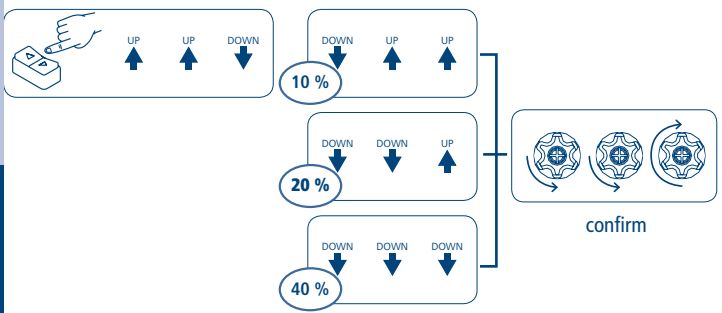 UP UP DOWN
DOWN UP UP
10 %
DOWN DOWN UP
20 %
DOWN DOWN DOWN
40 %
confirm